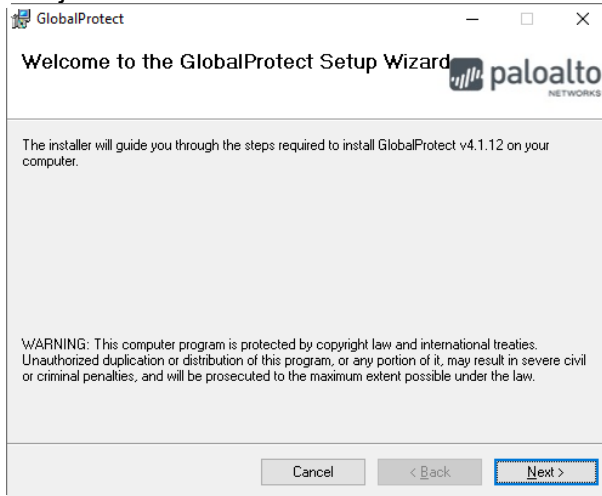 GlobalProtect
Welcome to the GlobalProtect Setup Wizard
paloalto
NETWORKS
The installer will guide you through the steps required to install GlobalProtect v4.1.12 on your
computer.
WARNING: This computer program is protected by copyright law and international treaties.
Unauthorized duplication or distribution of this program, or any portion of it, may result in severe civil
or criminal penalties, and will be prosecuted to the maximum extent possible under the law.
Cancel
< Back
Next >